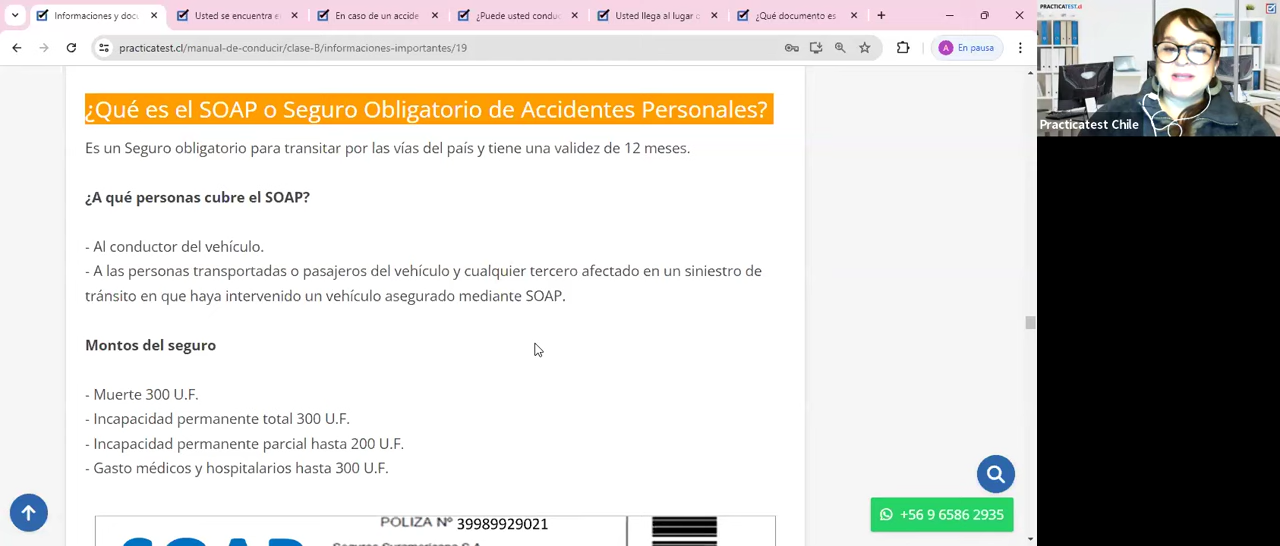 Informaciones y docu
Usted se encuentra e
En caso de un accide
¿Puede usted condu
Usted llega al lugar d
¿Qué documento es
practicatest.cl/manual-de-conducir/clase-B/informaciones-importantes/19
A
En pausa
PRACTICATEST.cl
Practicatest Chile
¿Qué es el SOAP o Seguro Obligatorio de Accidentes Personales?
Es un Seguro obligatorio para transitar por las vías del país y tiene una validez de 12 meses.
¿A qué personas cubre el SOAP?
- Al conductor del vehículo.
- A las personas transportadas o pasajeros del vehículo y cualquier tercero afectado en un siniestro de
tránsito en que haya intervenido un vehículo asegurado mediante SOAP.
Montos del seguro
- Muerte 300 U.F.
- Incapacidad permanente total 300 U.F.
- Incapacidad permanente parcial hasta 200 U.F.
- Gasto médicos y hospitalarios hasta 300 U.F.
+56 9 6586 2935
POLIZA Nº 39989929021
SOAP